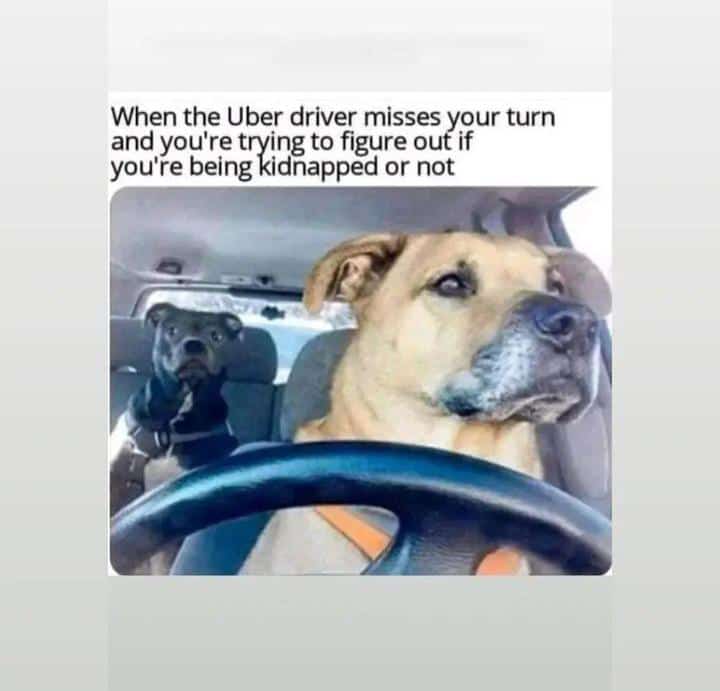 When the Uber driver misses your turn
and you're trying to figure out if
you're being kidnapped or not